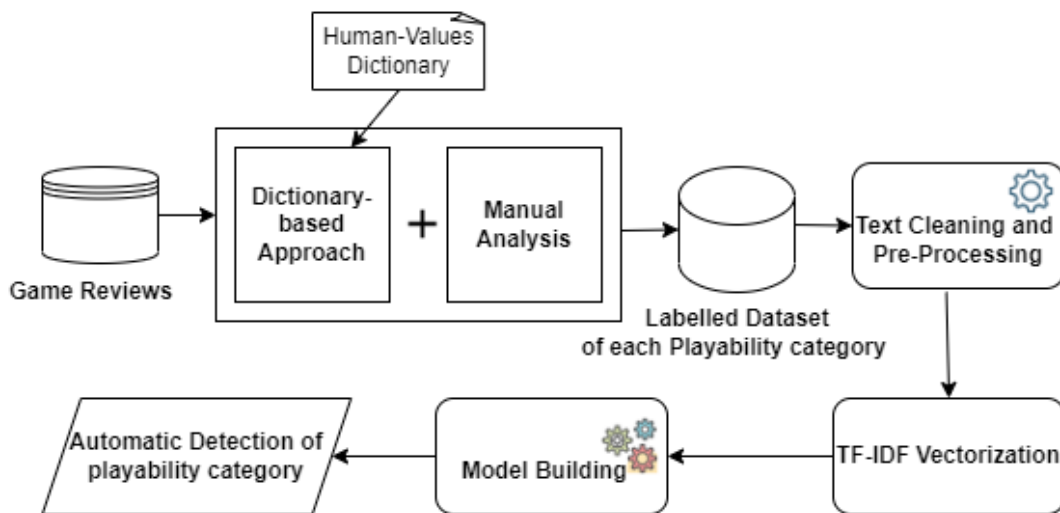 Human-Values
Dictionary
Dictionary-
based
Approach
+
Manual
Analysis
Game Reviews
Labelled Dataset
of each Playability category
Text Cleaning and
Pre-Processing
TF-IDF Vectorization
Model Building
Automatic Detection of
playability category